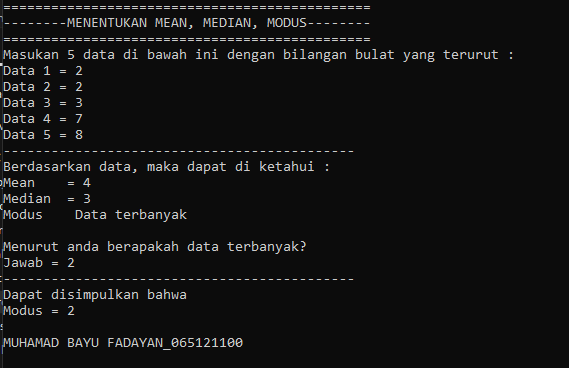 ==============================================
--------MENENTUKAN MEAN, MEDIAN, MODUS--------
==============================================
Masukan 5 data di bawah ini dengan bilangan bulat yang terurut :
Data 1 = 2
Data 2 = 2
Data 3 = 3
Data 4 = 7
Data 5 = 8
--------------------------------------------
Berdasarkan data, maka dapat di ketahui :
Mean    = 4
Median  = 3
Modus    Data terbanyak
Menurut anda berapakah data terbanyak?
Jawab = 2
--------------------------------------------
Dapat disimpulkan bahwa
Modus = 2
MUHAMAD BAYU FADAYAN_065121100